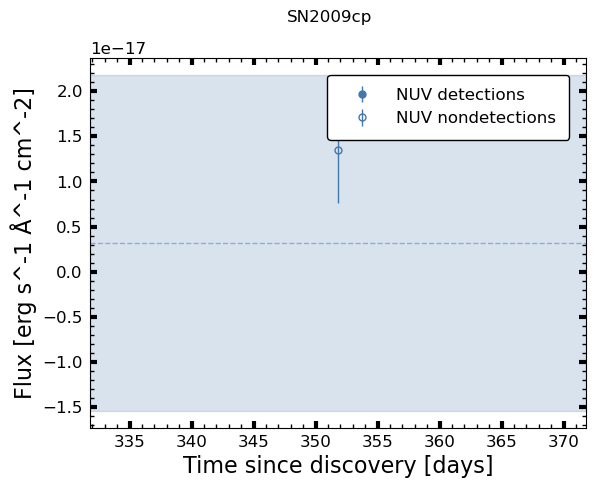 SN2009cp
1e−17
NUV detections
NUV nondetections
2.0
1.5
1.0
0.5
0.0
−0.5
−1.0
−1.5
Flux [erg s^-1 Å^-1 cm^-2]
335 340 345 350 355 360 365 370
Time since discovery [days]